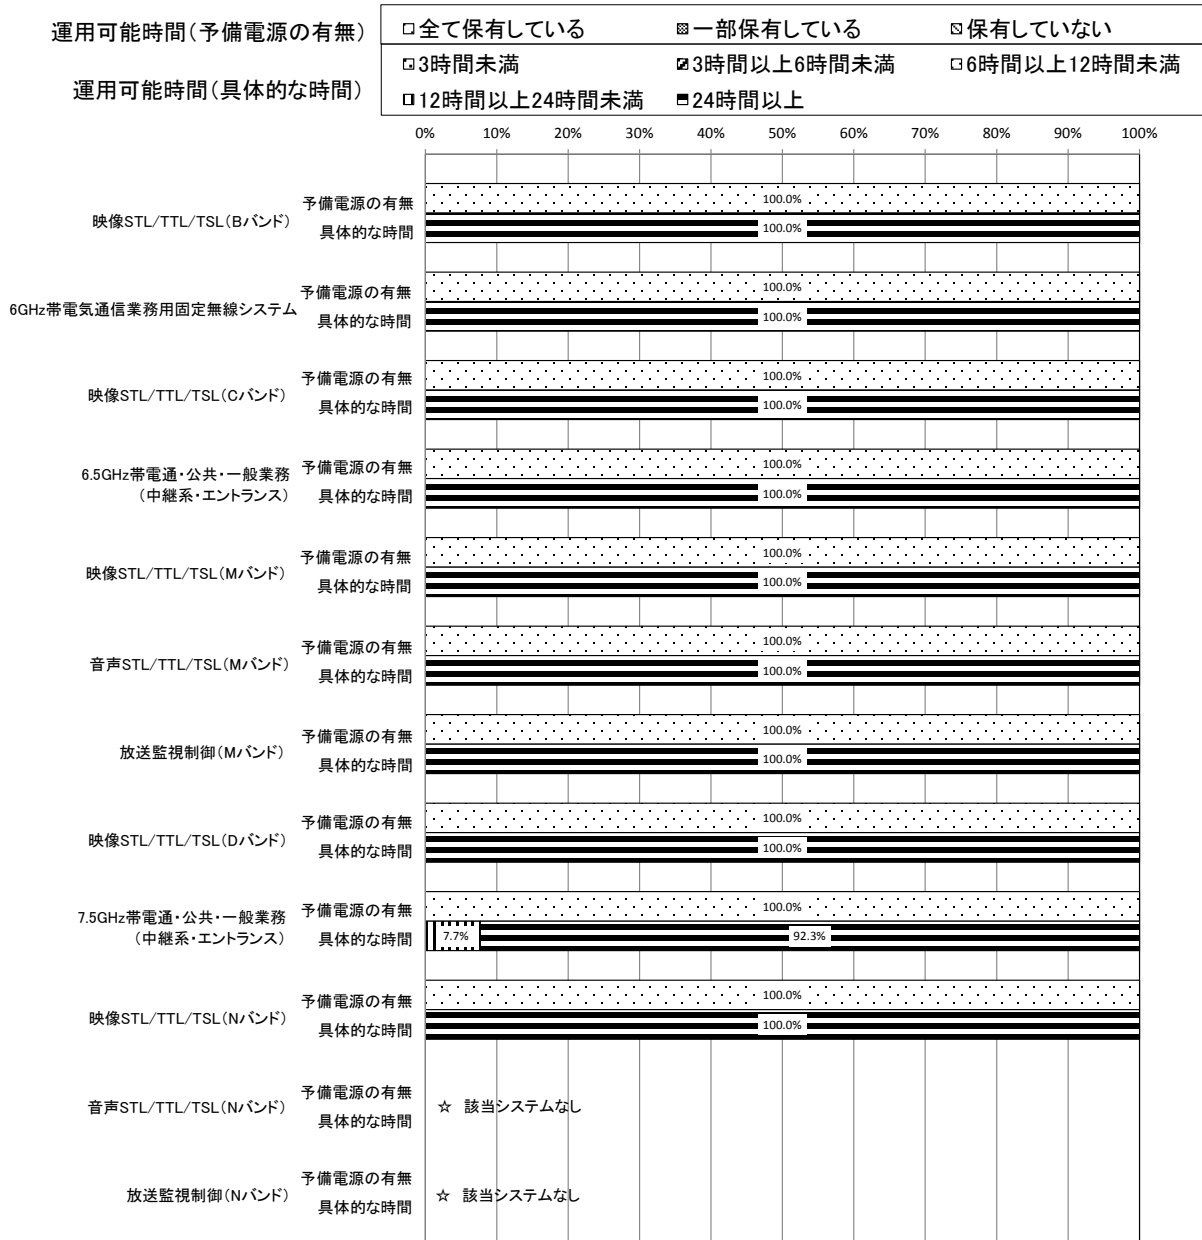 運用可能時間(予備電源の有無) 全て保有している 一部保有している 保有していない
3時間未満 3時間以上6時間未満 6時間以上12時間未満
運用可能時間(具体的な時間)
12時間以上24時間未満 24時間以上
0% 10% 20% 30% 40% 50% 60% 70% 80% 90% 100%
映像STL/TTL/TSL(Bバンド)
予備電源の有無 100.0%
具体的な時間 100.0%
6GHz帯電気通信業務用固定無線システム
予備電源の有無 100.0%
具体的な時間 100.0%
映像STL/TTL/TSL(Cバンド)
予備電源の有無 100.0%
具体的な時間 100.0%
6.5GHz帯電通・公共・一般業務
(中継系・エントランス)
予備電源の有無 100.0%
具体的な時間 100.0%
映像STL/TTL/TSL(Mバンド)
予備電源の有無 100.0%
具体的な時間 100.0%
音声STL/TTL/TSL(Mバンド)
予備電源の有無 100.0%
具体的な時間 100.0%
放送監視制御(Mバンド)
予備電源の有無 100.0%
具体的な時間 100.0%
映像STL/TTL/TSL(Dバンド)
予備電源の有無 100.0%
具体的な時間 100.0%
7.5GHz帯電通・公共・一般業務
(中継系・エントランス)
予備電源の有無 100.0%
具体的な時間 7.7% 92.3%
映像STL/TTL/TSL(Nバンド)
予備電源の有無 100.0%
具体的な時間 100.0%
音声STL/TTL/TSL(Nバンド)
予備電源の有無
具体的な時間
☆ 該当システムなし
放送監視制御(Nバンド)
予備電源の有無
具体的な時間
☆ 該当システムなし